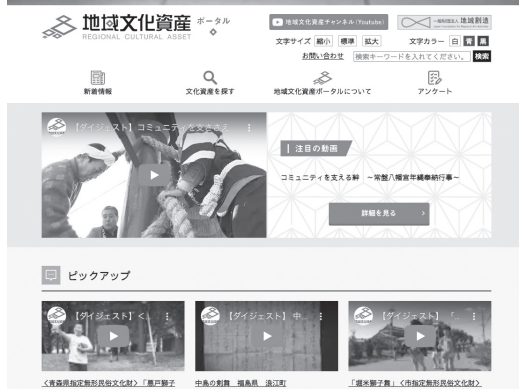 地域文化資産 ポータル
REGIONAL CULTURAL ASSET
地域文化資産チャンネル(Youtube)
一般財団法人 地域創造
文字サイズ 縮小 標準 拡大 文字カラー 白 青 黒
お問い合わせ 検索キーワードを入れてください。 検索
新着情報
文化資産を探す
地域文化資産ポータルについて
アンケート
【ダイジェスト】コミュニティを支える…
注目の動画
コミュニティを支える絆 ～常盤八幡宮年縄奉納行事～
詳細を見る
ピックアップ
【ダイジェスト】<…
【ダイジェスト】 中…
【ダイジェスト】 「…
〈青森県指定無形民俗文化財〉「悪戸獅子
中島の剣舞 福島県 浪江町
「堀米獅子舞」〈市指定無形民俗文化財〉